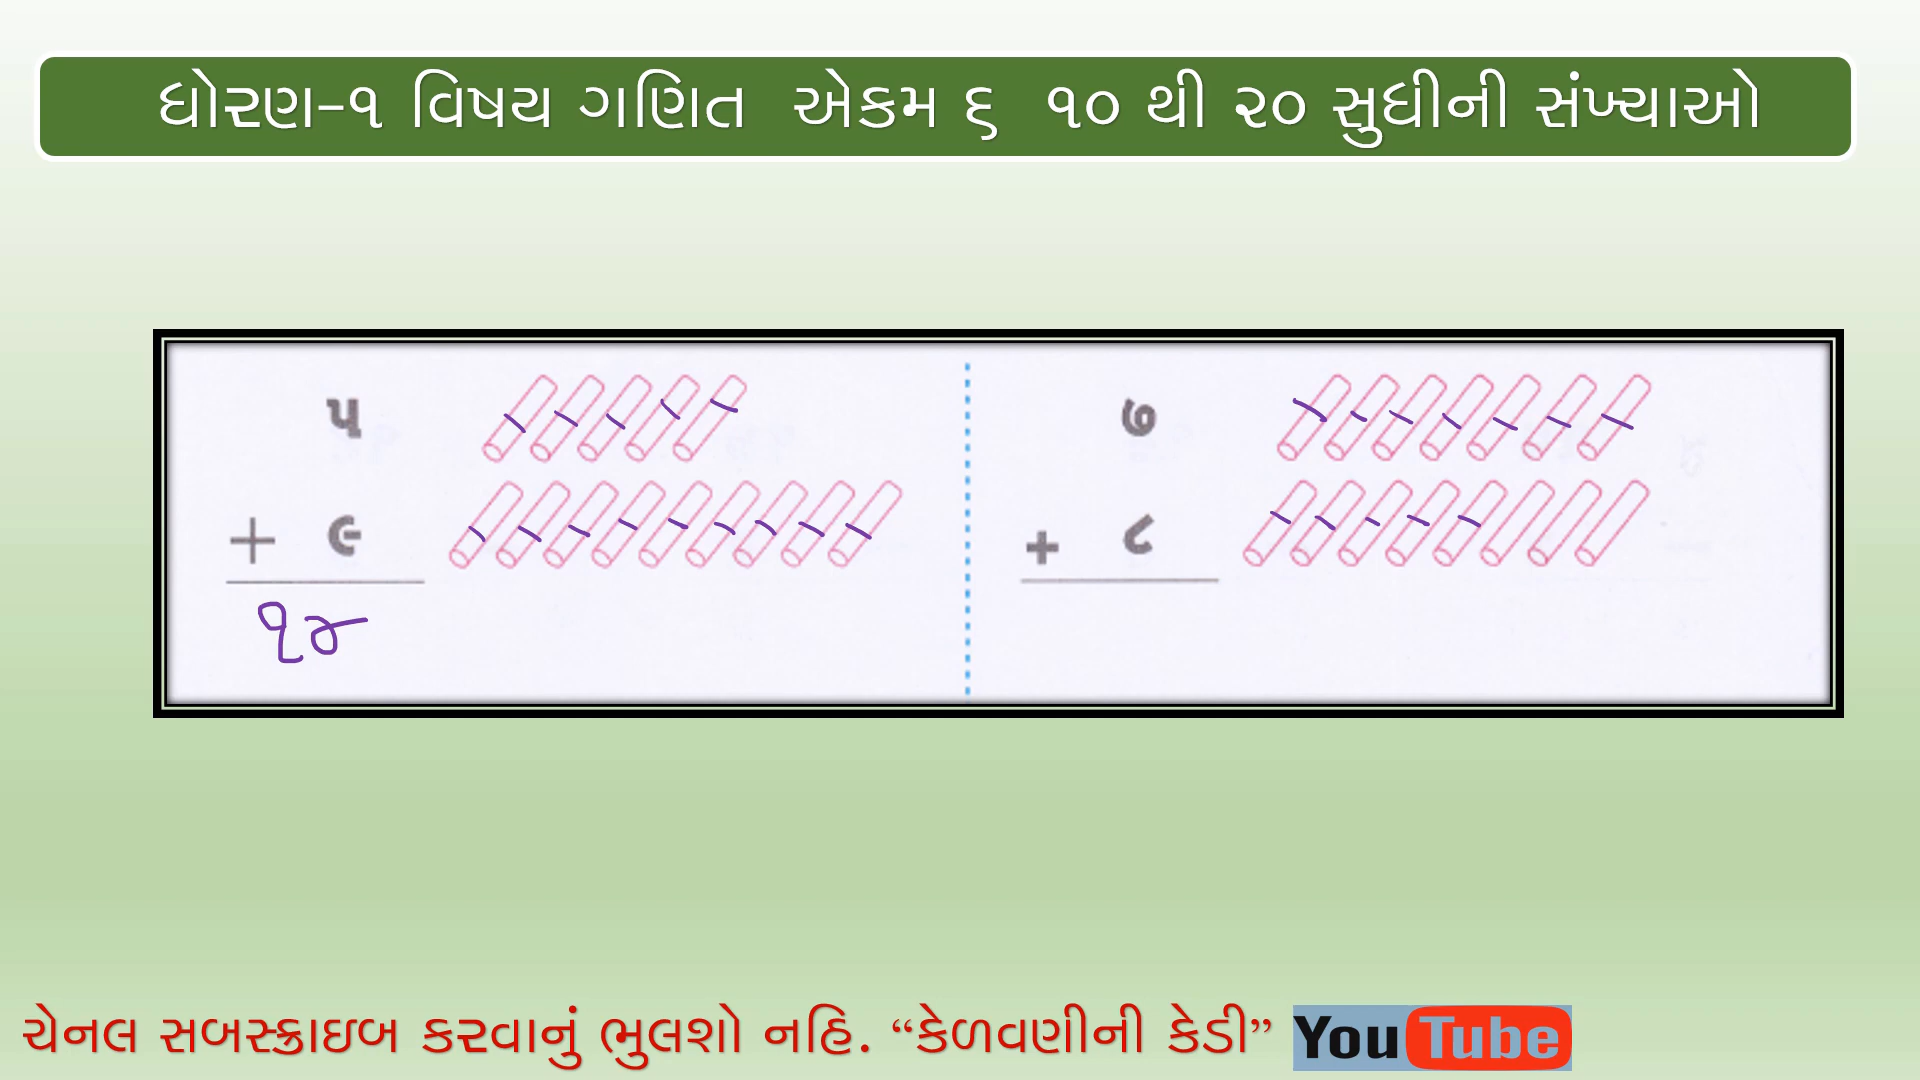 ધોરણ-૧ વિષય ગણિત એકમ ૬ ૧૦ થી ૨૦ સુધીની સંખ્યાઓ
૫
+ ૯
૧૪
૭
+ ૮
ચેનલ સબસ્ક્રાઇબ કરવાનું ભુલશો નહિ. “કેળવણીની કેડી” YouTube